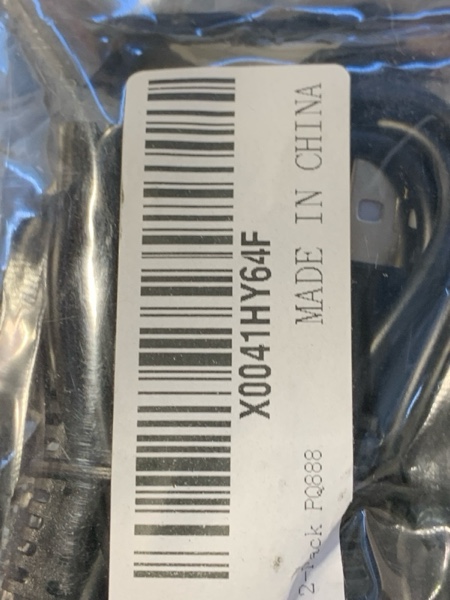 X0041HY64F
2-Pack PQ888
MADE IN CHINA